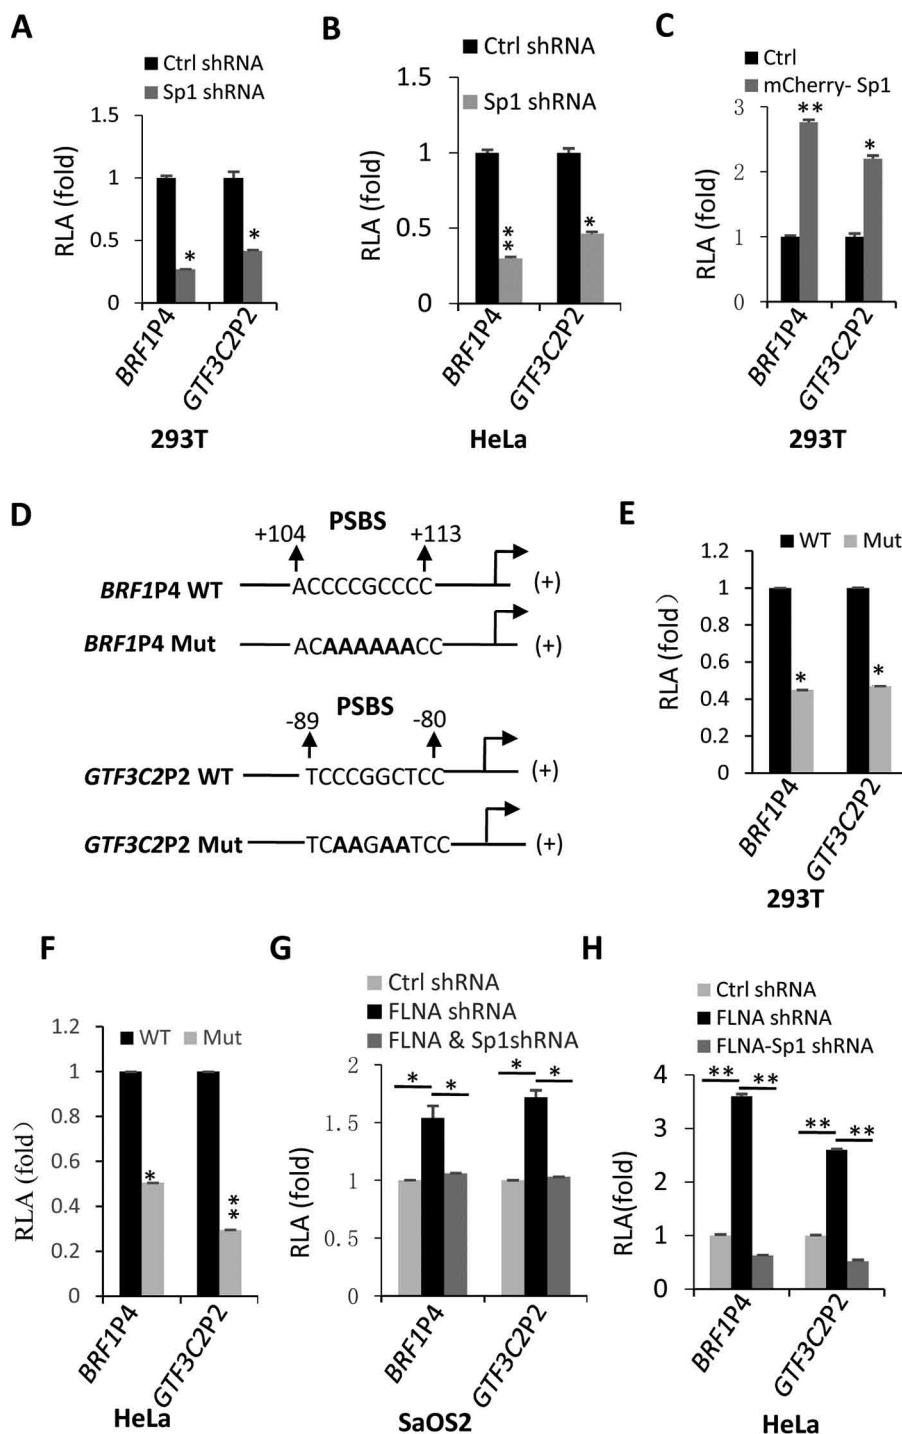 A
Ctrl shRNA
Sp1 shRNA
RLA (fold)
1.5
1
0.5
0
*
*
BRF1P4
GTF3C2P2
293T
B
Ctrl shRNA
Sp1 shRNA
RLA (fold)
1.5
1
0.5
0
**
*
BRF1P4
GTF3C2P2
HeLa
C
Ctrl
mCherry- Sp1
RLA (fold)
3
2
1
0
**
*
BRF1P4
GTF3C2P2
293T
D
PSBS
+104
+113
BRF1P4 WT
ACCCCGCCCC
(+)
BRF1P4 Mut
ACAAAAAACC
(+)
PSBS
-89
-80
GTF3C2P2 WT
TCCCGGCTCC
(+)
GTF3C2P2 Mut
TCAAGAATCC
(+)
E
WT
Mut
RLA (fold)
1.2
1
0.8
0.6
0.4
0.2
0
*
*
BRF1P4
GTF3C2P2
293T
F
WT
Mut
RLA (fold)
1.2
1
0.8
0.6
0.4
0.2
0
*
**
BRF1P4
GTF3C2P2
HeLa
G
Ctrl shRNA
FLNA shRNA
FLNA & Sp1shRNA
RLA (fold)
2
1.5
1
0.5
0
*
*
*
*
BRF1P4
GTF3C2P2
SaOS2
H
Ctrl shRNA
FLNA shRNA
FLNA-Sp1 shRNA
RLA(fold)
4
3
2
1
0
**
**
**
**
BRF1P4
GTF3C2P2
HeLa